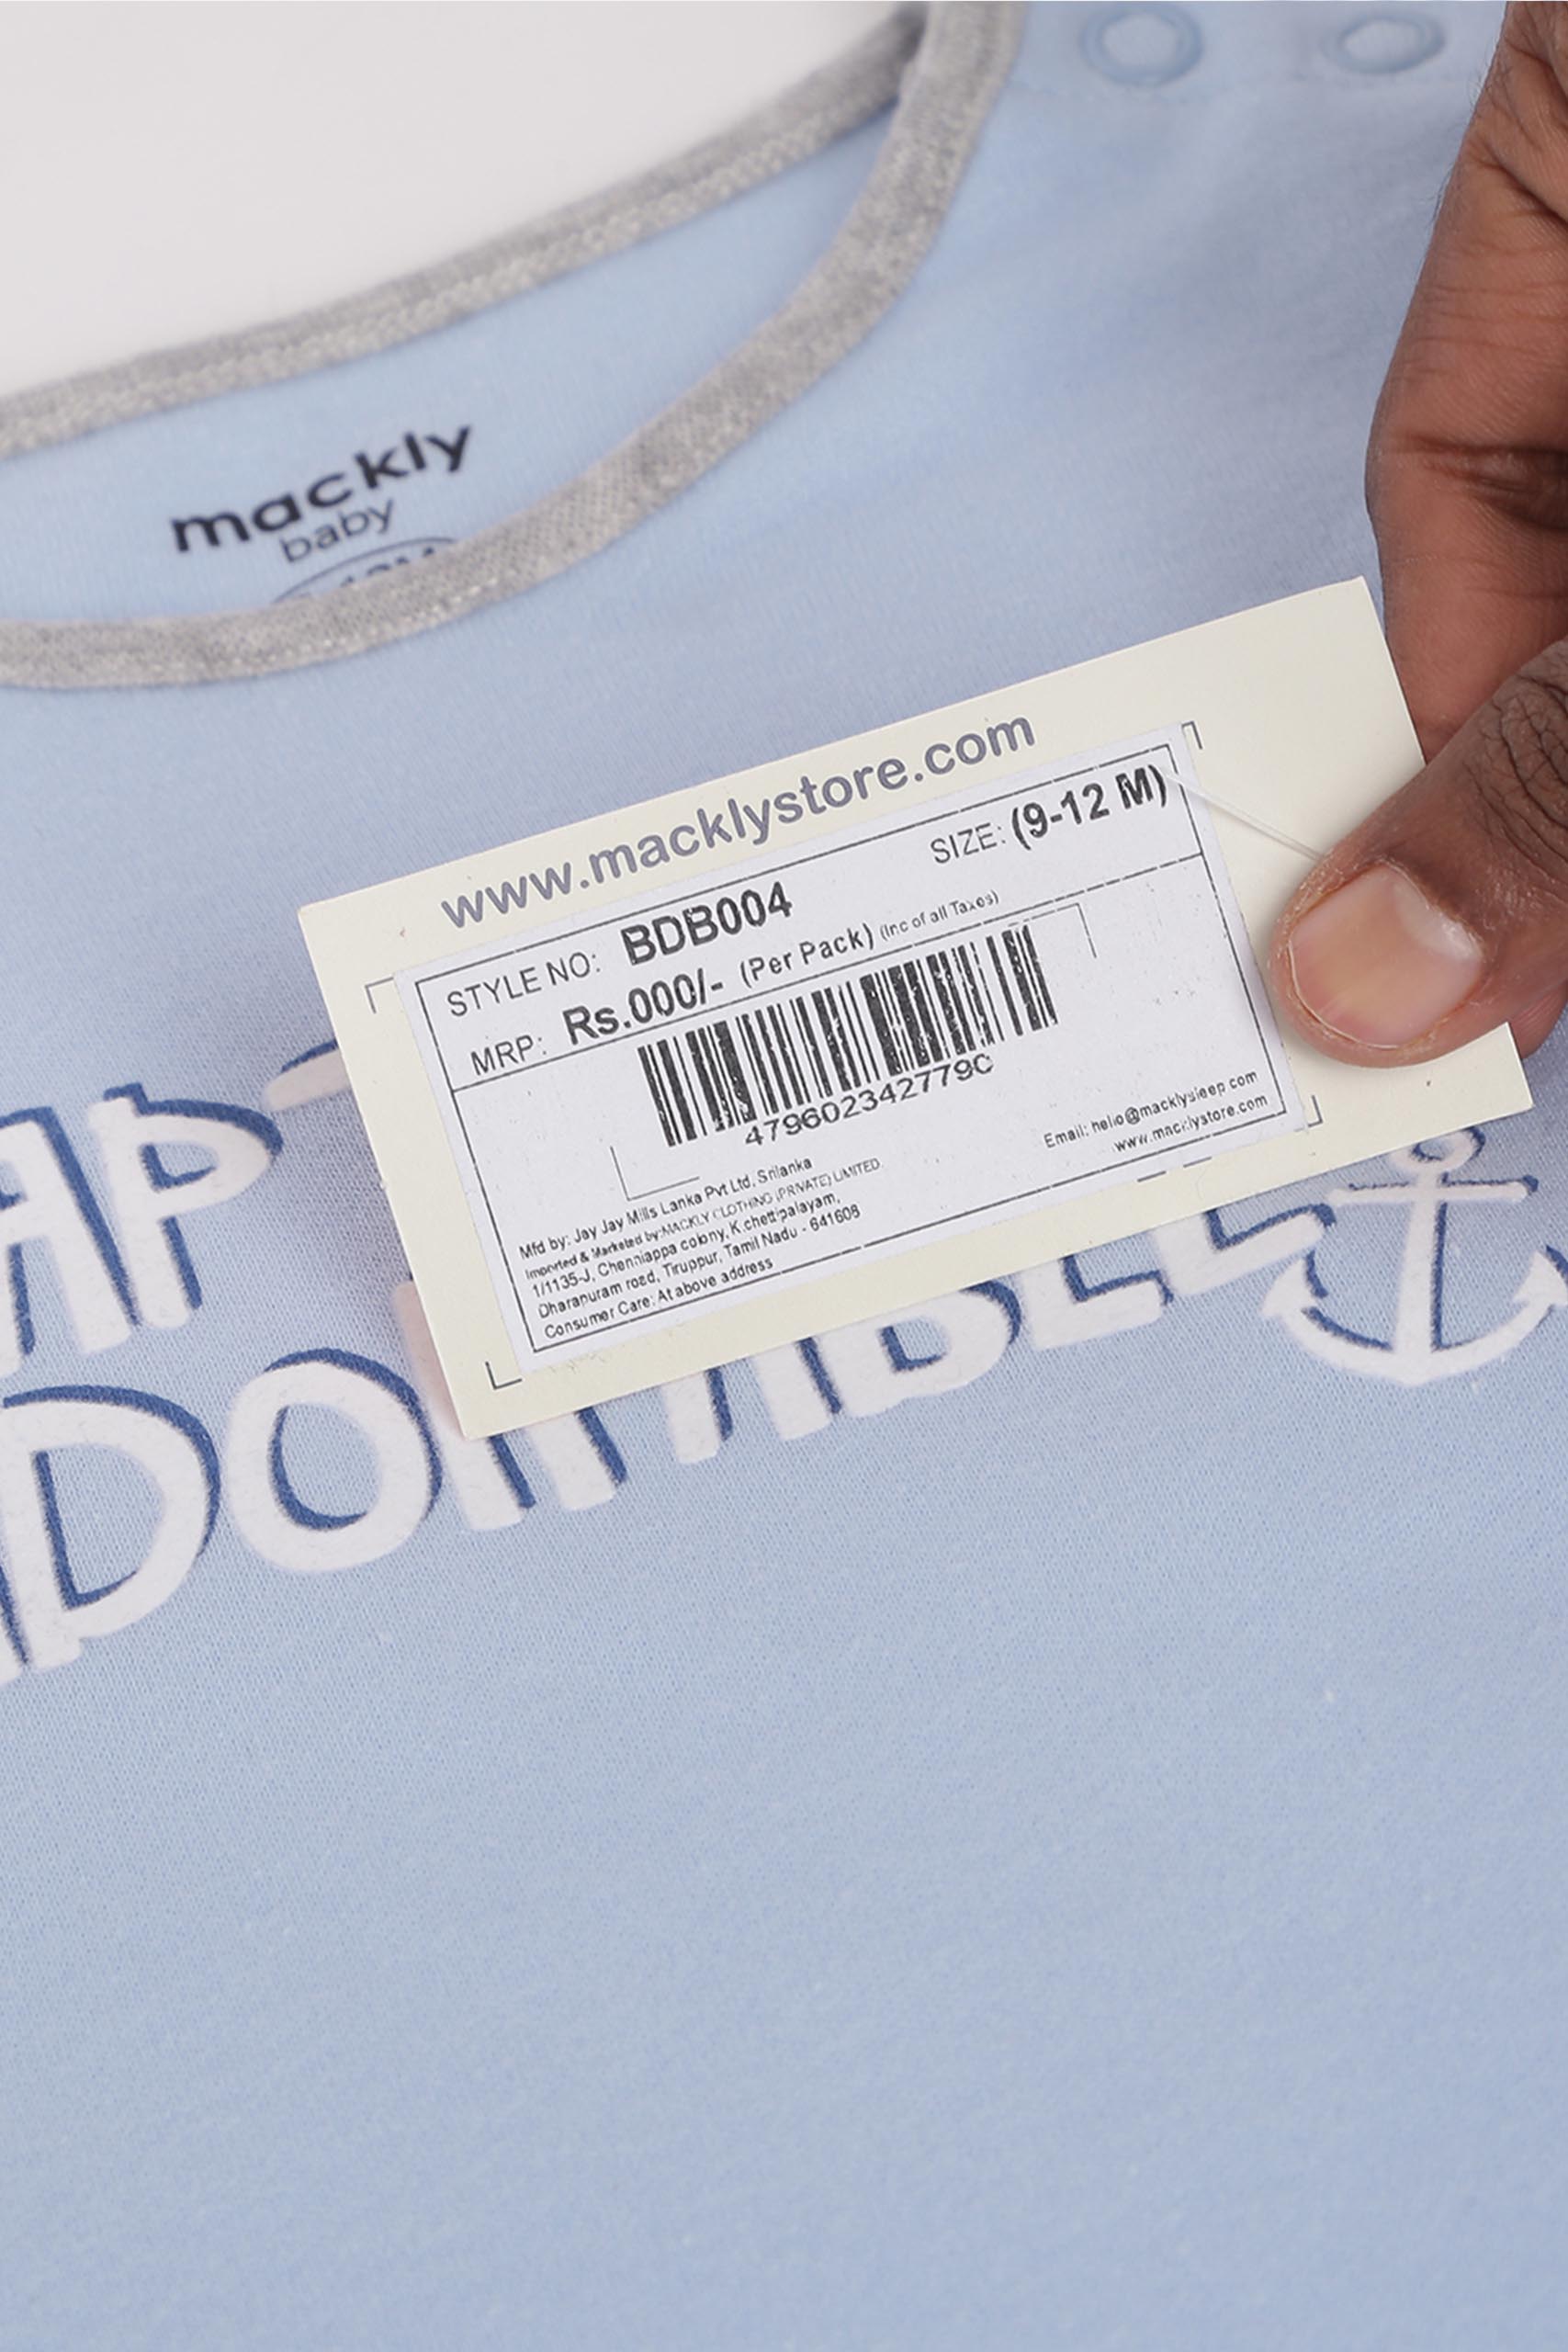 mackly
baby
www.macklystore.com
STYLE NO: BDB004 SIZE: (9-12 M)
MRP: Rs.000/- (Per Pack) (Inc of all Taxes)
Mfd by: Jay Jay Mills Lanka Pvt Ltd, Srilanka
Imported & Marketed by:MACKLY CLOTHING (PRIVATE) LIMITED
1/1135-J, Chenniappa colony, K.chettipalayam,
Dharapuram road, Tiruppur, Tamil Nadu - 641608
Consumer Care: At above address
Email: hello@macklysleep.com
www.macklystore.com